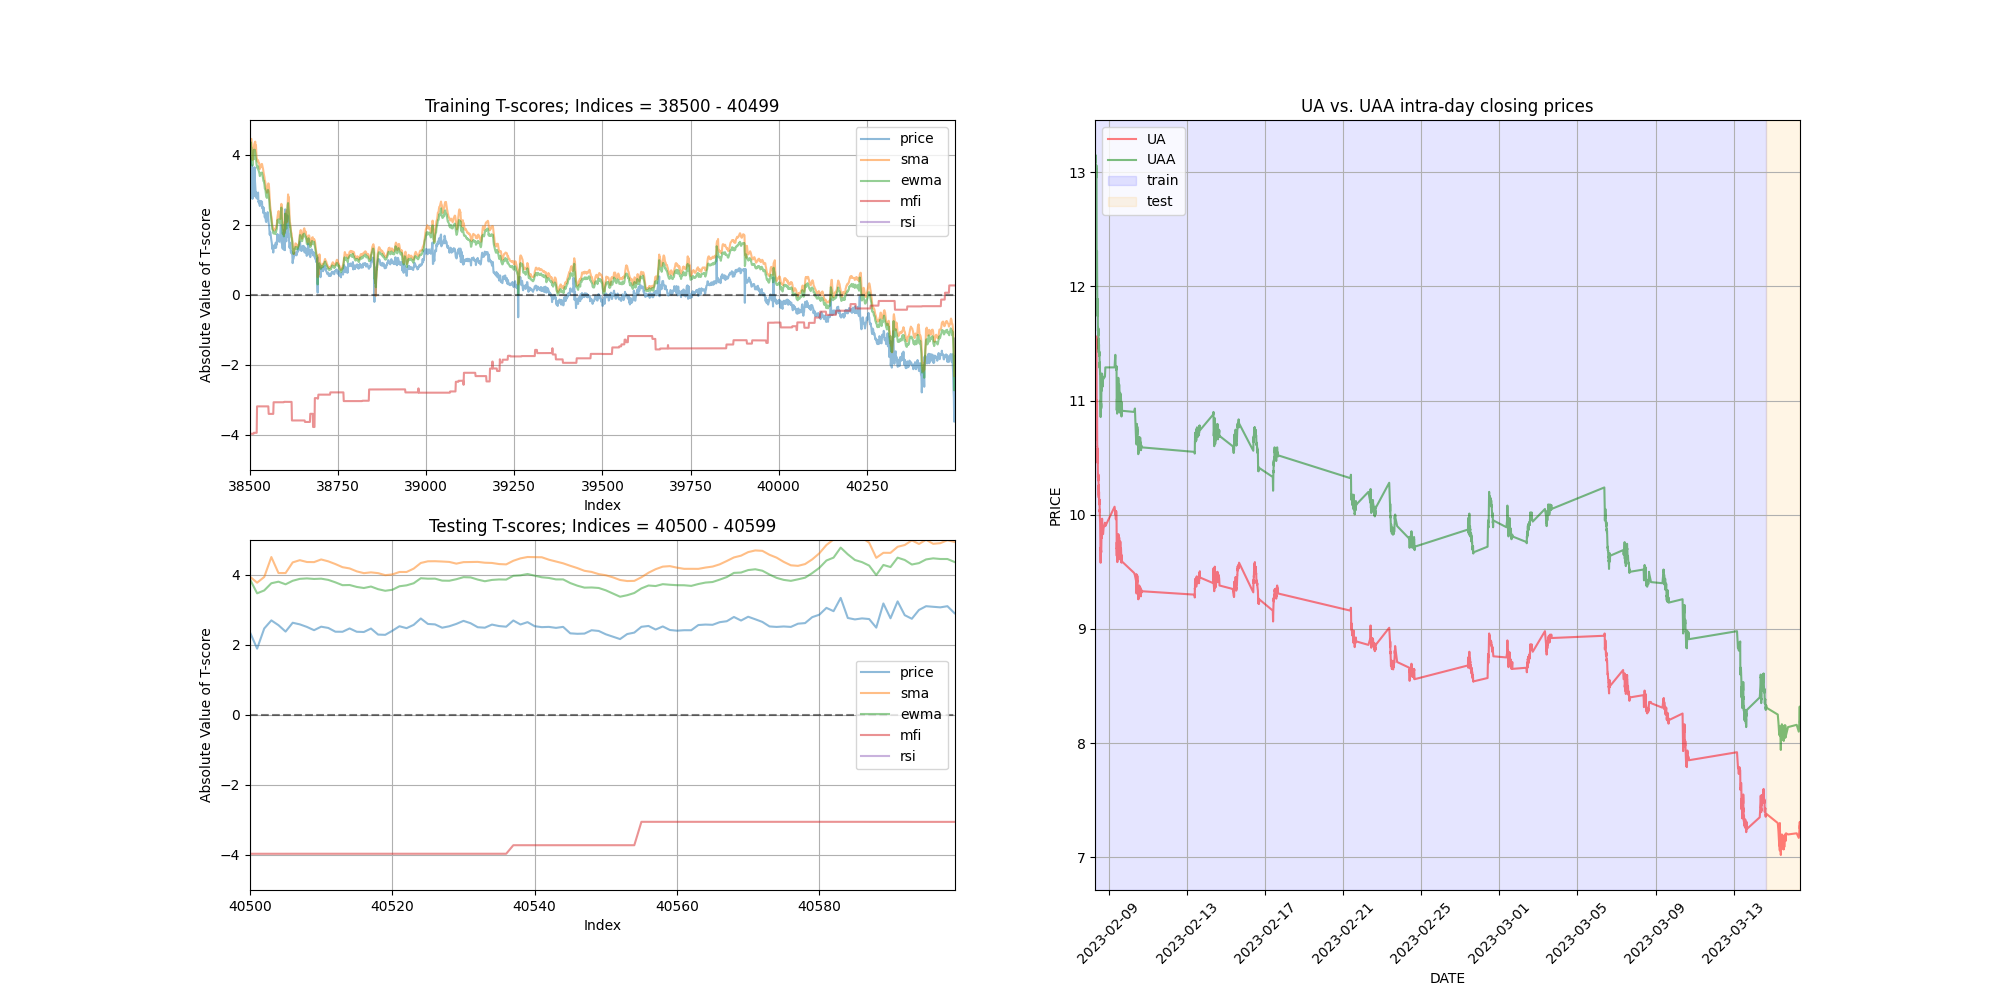 Training T-scores; Indices = 38500 - 40499
Absolute Value of T-score
4
2
0
−2
−4
price
sma
ewma
mfi
rsi
38500 38750 39000 39250 39500 39750 40000 40250
Index
Testing T-scores; Indices = 40500 - 40599
Absolute Value of T-score
4
2
0
−2
−4
price
sma
ewma
mfi
rsi
40500 40520 40540 40560 40580
Index
UA vs. UAA intra-day closing prices
PRICE
13
12
11
10
9
8
7
UA
UAA
train
test
2023-02-09 2023-02-13 2023-02-17 2023-02-21 2023-02-25 2023-03-01 2023-03-05 2023-03-09 2023-03-13
DATE